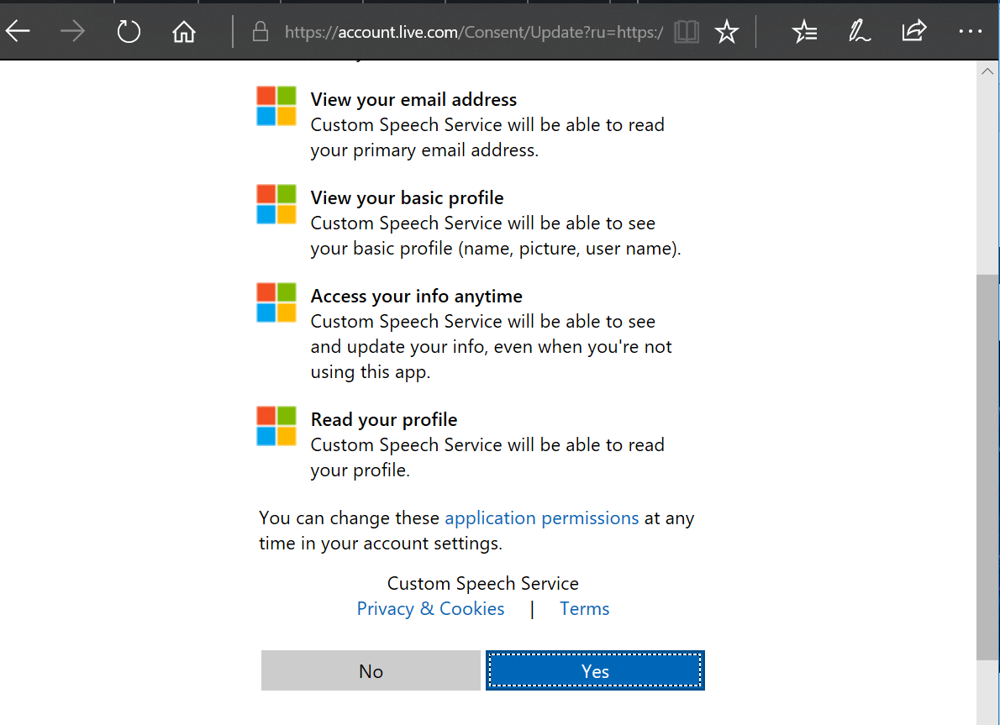 https://account.live.com/Consent/Update?ru=https:/
View your email address
Custom Speech Service will be able to read
your primary email address.
View your basic profile
Custom Speech Service will be able to see
your basic profile (name, picture, user name).
Access your info anytime
Custom Speech Service will be able to see
and update your info, even when you're not
using this app.
Read your profile
Custom Speech Service will be able to read
your profile.
You can change these application permissions at any
time in your account settings.
Custom Speech Service
Privacy & Cookies | Terms
No Yes